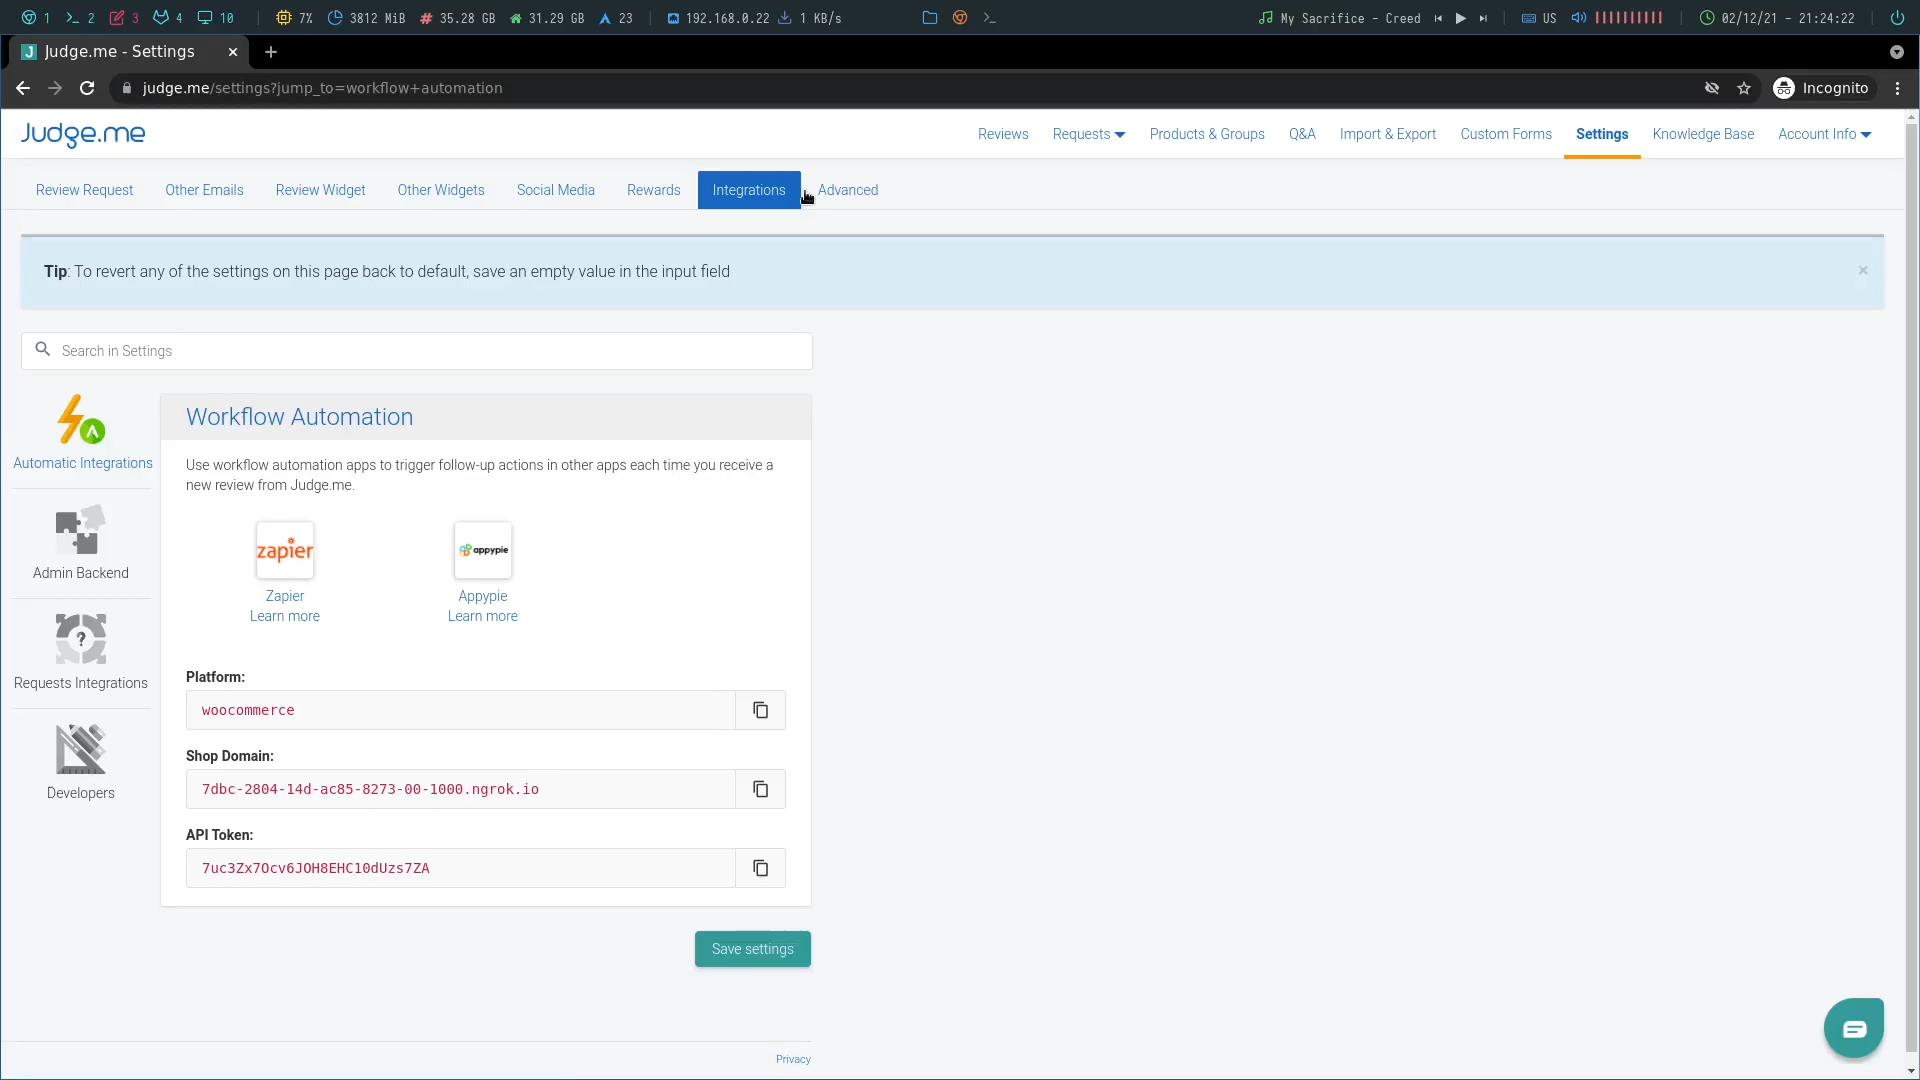 1 2 3 4 10 7% 3812 MiB 35.28 GB 31.29 GB 23 192.168.0.22 1 KB/s My Sacrifice - Creed US 02/12/21 - 21:24:22
Judge.me - Settings
judge.me/settings?jump_to=workflow+automation Incognito
Judge.me Reviews Requests Products & Groups Q&A Import & Export Custom Forms Settings Knowledge Base Account Info
Review Request Other Emails Review Widget Other Widgets Social Media Rewards Integrations Advanced
Tip: To revert any of the settings on this page back to default, save an empty value in the input field
Search in Settings
Automatic Integrations
Admin Backend
Requests Integrations
Developers
Workflow Automation
Use workflow automation apps to trigger follow-up actions in other apps each time you receive a
new review from Judge.me.
zapier appypie
Zapier Appypie
Learn more Learn more
Platform:
woocommerce
Shop Domain:
7dbc-2804-14d-ac85-8273-00-1000.ngrok.io
API Token:
7uc3Zx7Ocv6JOH8EHC10dUzs7ZA
Save settings
Privacy